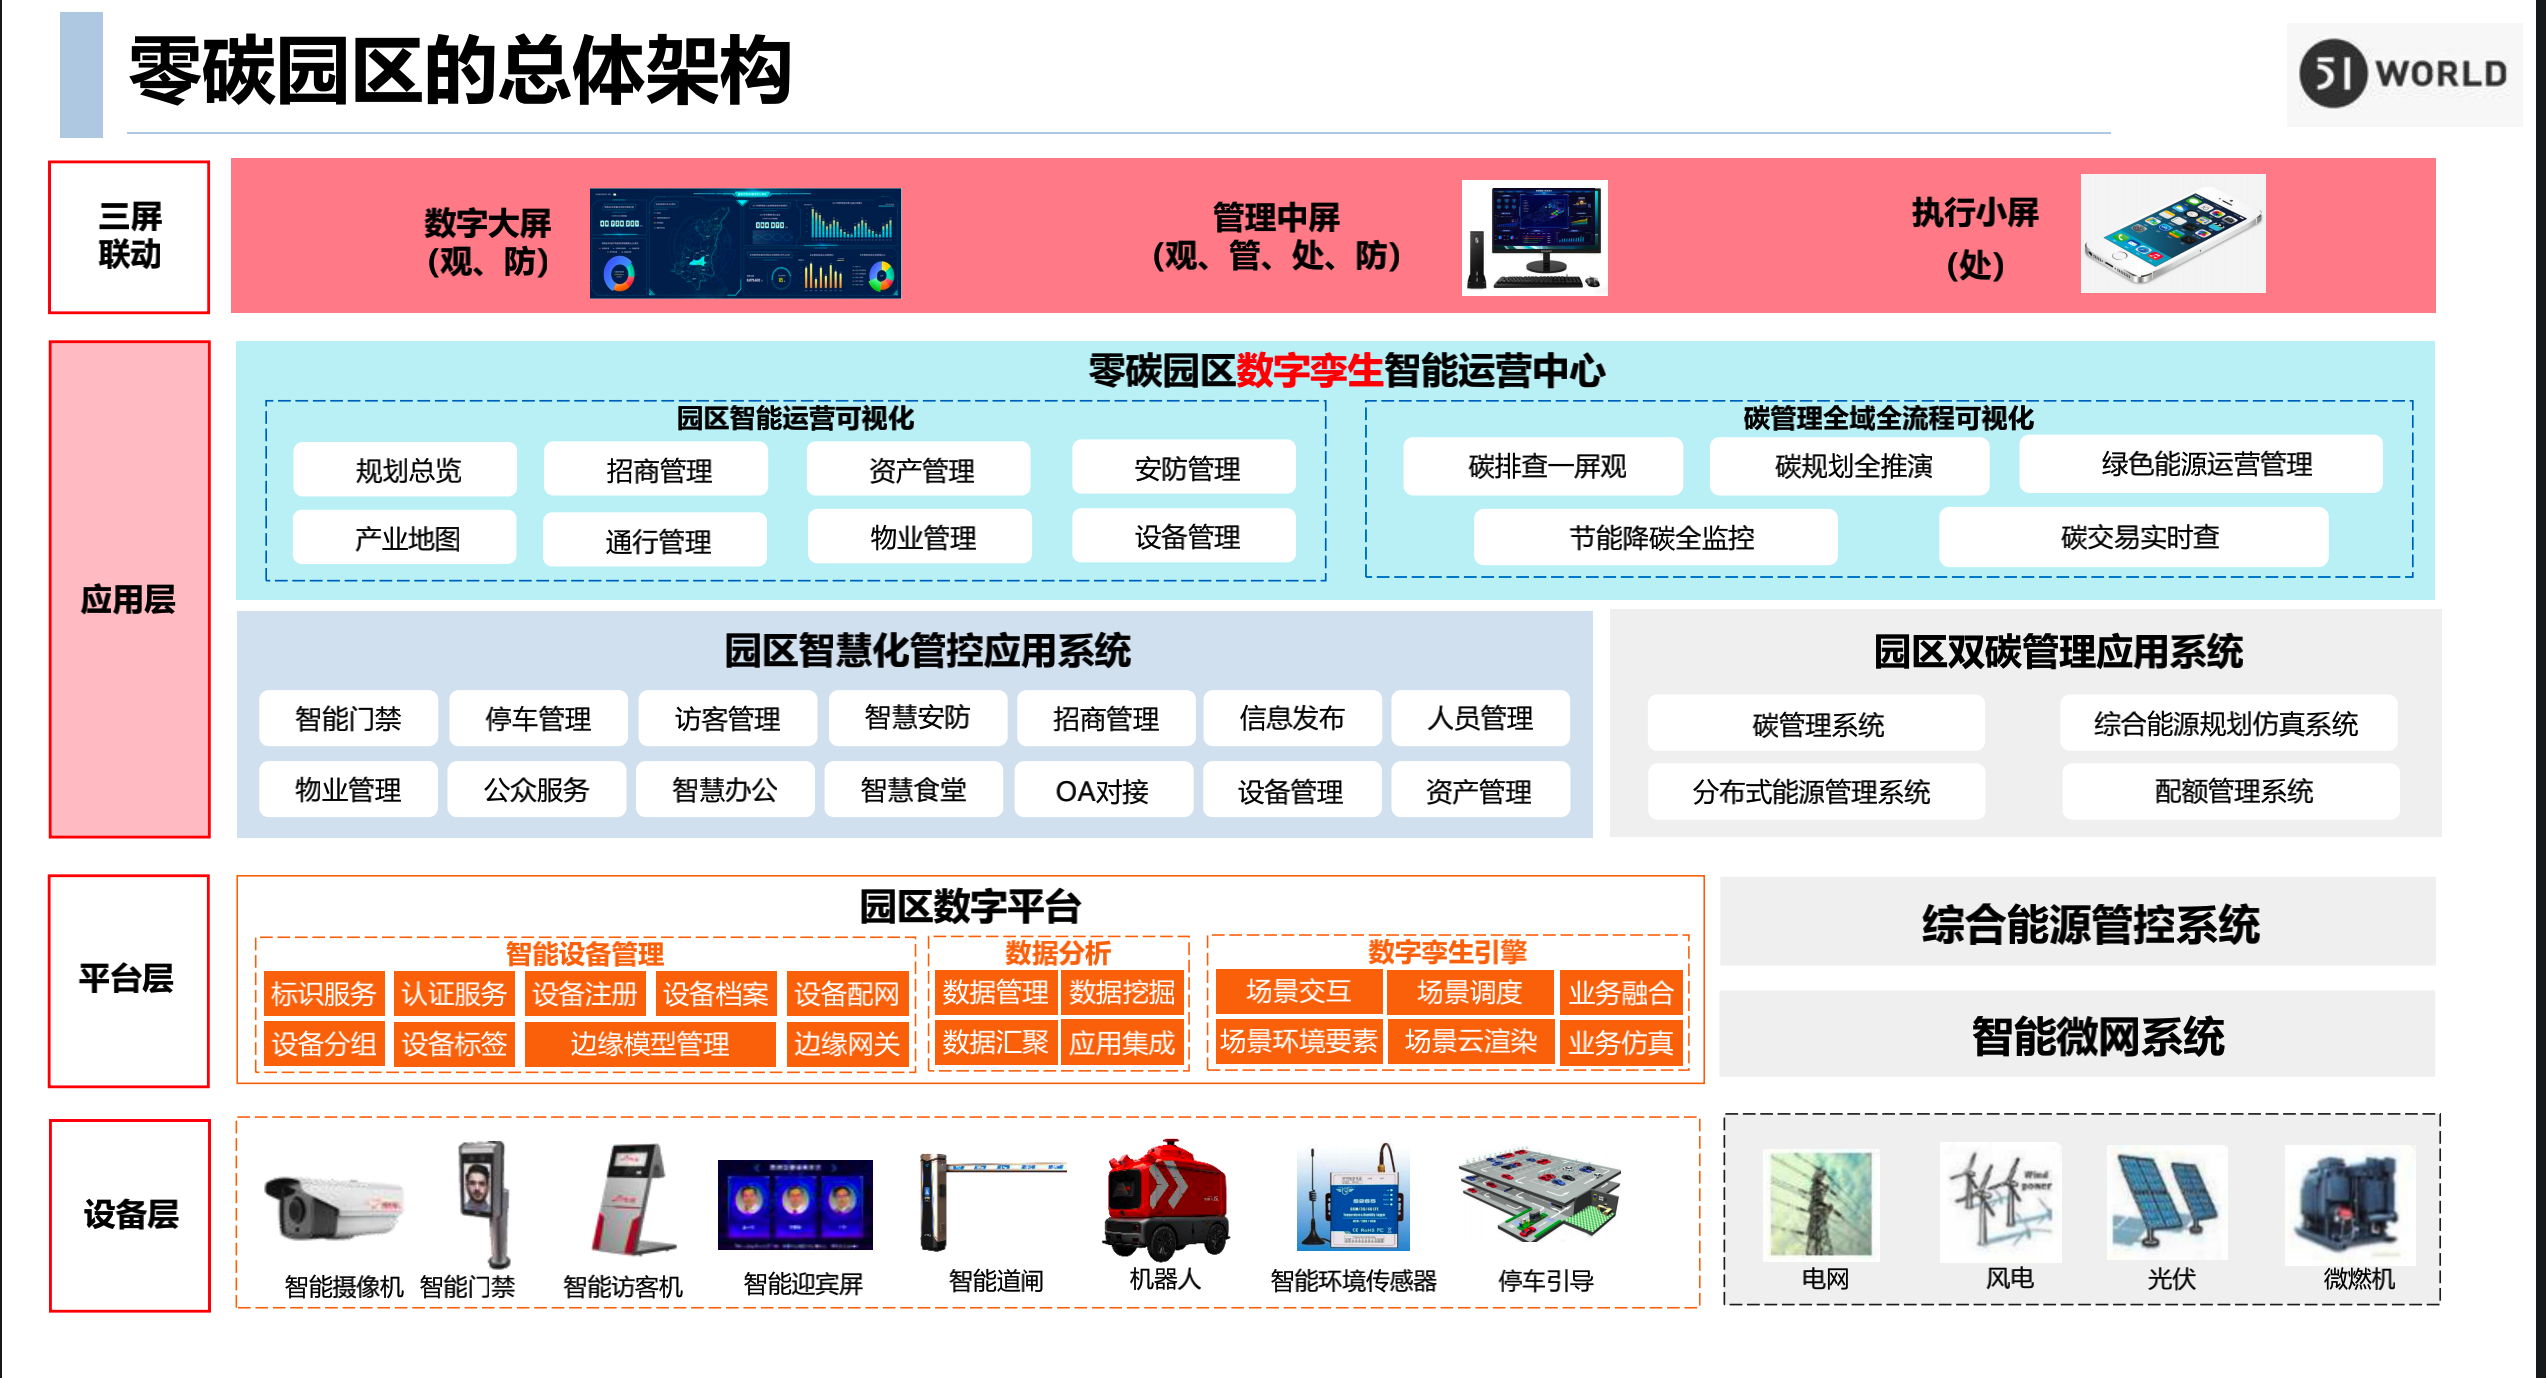 零碳园区的总体架构
51 WORLD
三屏
联动
数字大屏
(观、防)
管理中屏
(观、管、处、防)
执行小屏
(处)
应用层
零碳园区数字孪生智能运营中心
园区智能运营可视化
规划总览 招商管理 资产管理 安防管理
产业地图 通行管理 物业管理 设备管理
碳管理全域全流程可视化
碳排查一屏观 碳规划全推演 绿色能源运营管理
节能降碳全监控 碳交易实时查
园区智慧化管控应用系统
智能门禁 停车管理 访客管理 智慧安防 招商管理 信息发布 人员管理
物业管理 公众服务 智慧办公 智慧食堂 OA对接 设备管理 资产管理
园区双碳管理应用系统
碳管理系统 综合能源规划仿真系统
分布式能源管理系统 配额管理系统
平台层
园区数字平台
智能设备管理
标识服务 认证服务 设备注册 设备档案 设备配网
设备分组 设备标签 边缘模型管理 边缘网关
数据分析
数据管理 数据挖掘
数据汇聚 应用集成
数字孪生引擎
场景交互 场景调度 业务融合
场景环境要素 场景云渲染 业务仿真
综合能源管控系统
智能微网系统
设备层
智能摄像机 智能门禁 智能访客机 智能迎宾屏 智能道闸 机器人 智能环境传感器 停车引导
Wind
power
电网 风电 光伏 微燃机